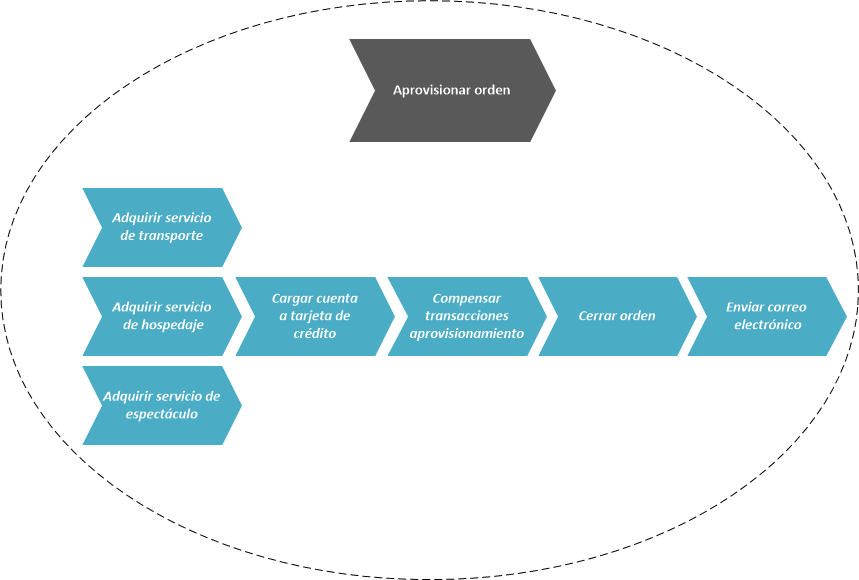 Aprovisionar orden
Adquirir servicio
de transporte
Adquirir servicio
de hospedaje
Cargar cuenta
a tarjeta de
crédito
Compensar
transacciones
aprovisionamiento
Cerrar orden
Enviar correo
electrónico
Adquirir servicio de
espectáculo